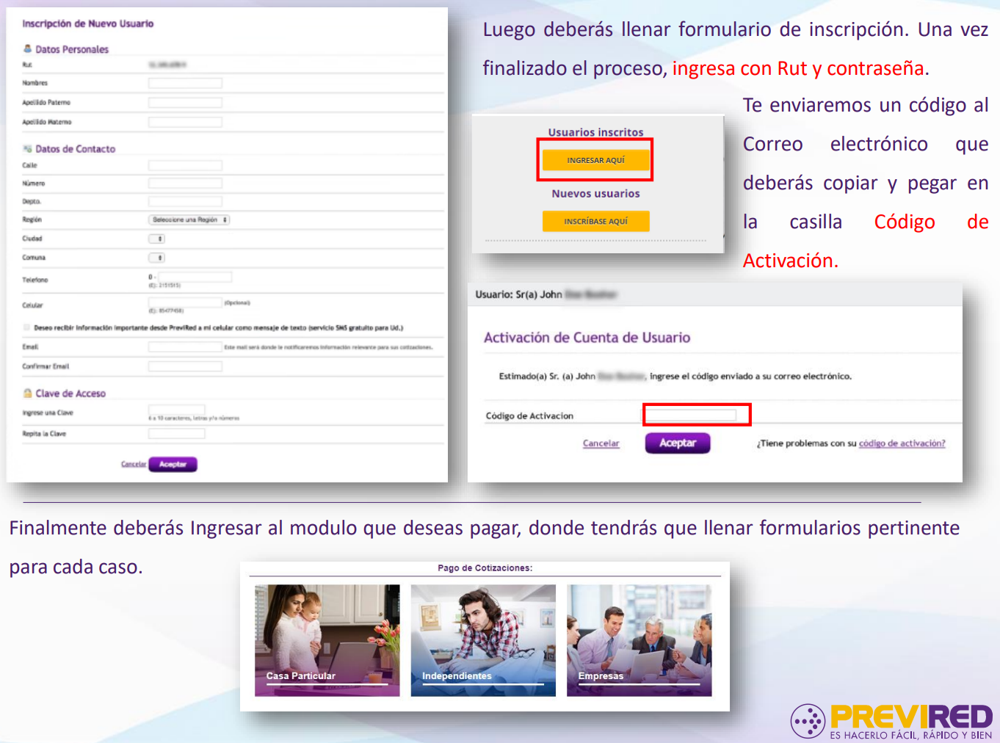 Inscripción de Nuevo Usuario
Datos Personales
Rut
Nombres
Apellido Paterno
Apellido Materno
Datos de Contacto
Calle
Número
Depto.
Región Seleccione una Región
Ciudad
Comuna
Telefono 0 -
(Ej: 2151515)
Celular (Opcional)
(Ej: 85477458)
Deseo recibir información importante desde PreviRed a mi celular como mensaje de texto (servicio SMS gratuito para Ud.)
Email Este mail será donde le notificaremos información relevante para sus cotizaciones.
Confirmar Email
Clave de Acceso
Ingrese una Clave
6 a 10 caracteres, letras y/o números
Repita la Clave
Cancelar Aceptar
Luego deberás llenar formulario de inscripción. Una vez
finalizado el proceso, ingresa con Rut y contraseña.
Te enviaremos un código al
Correo electrónico que
deberás copiar y pegar en
la casilla Código de
Activación.
Usuarios inscritos
INGRESAR AQUÍ
Nuevos usuarios
INSCRÍBASE AQUÍ
Usuario: Sr(a) John
Activación de Cuenta de Usuario
Estimado(a) Sr. (a) John , ingrese el código enviado a su correo electrónico.
Código de Activacion
Cancelar Aceptar ¿Tiene problemas con su código de activación?
Finalmente deberás Ingresar al modulo que deseas pagar, donde tendrás que llenar formularios pertinente
para cada caso.
Pago de Cotizaciones:
Casa Particular
Independientes
Empresas
PREVIRED
ES HACERLO FÁCIL, RÁPIDO Y BIEN